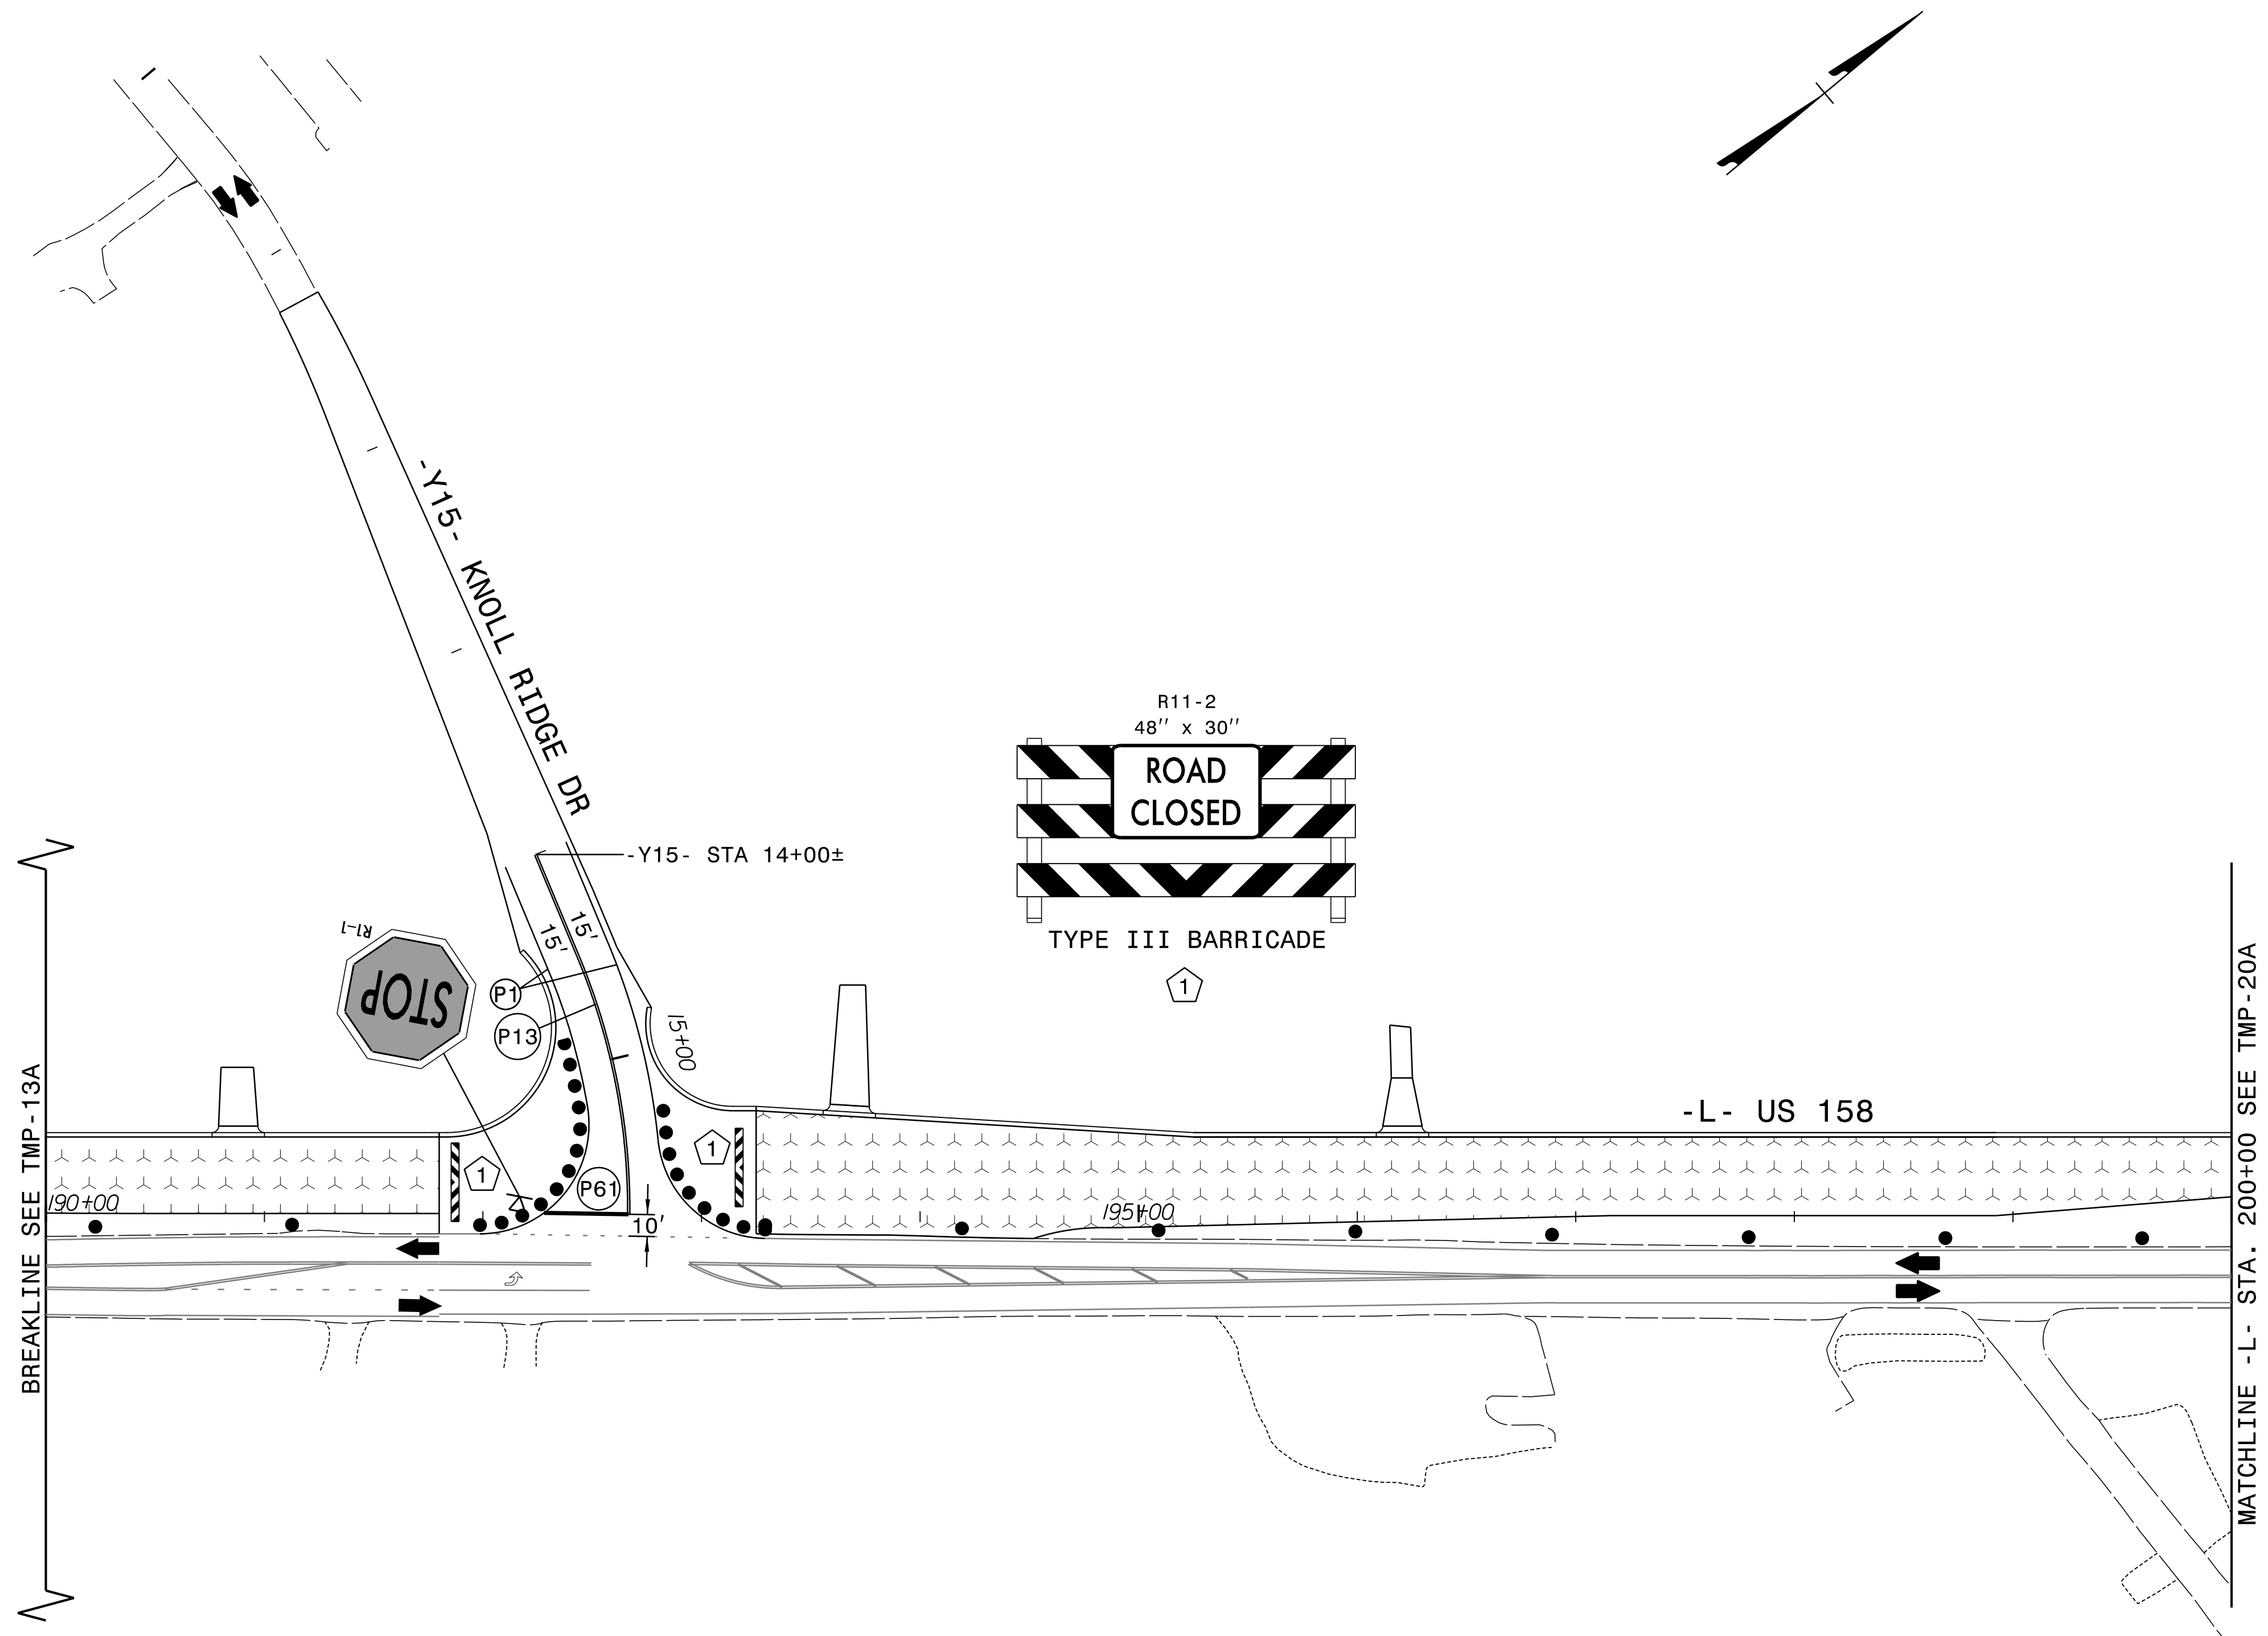 -Y15- KNOLL RIDGE DR
R11-2
48'' x 30''
ROAD
CLOSED
TYPE III BARRICADE
1
-Y15- STA 14+00±
15'
15'
R1-1
STOP
P1
P13
15+00
1
1
P61
10'
190+00
195+00
-L- US 158
BREAKLINE SEE TMP-13A
MATCHLINE -L- STA. 200+00 SEE TMP-20A